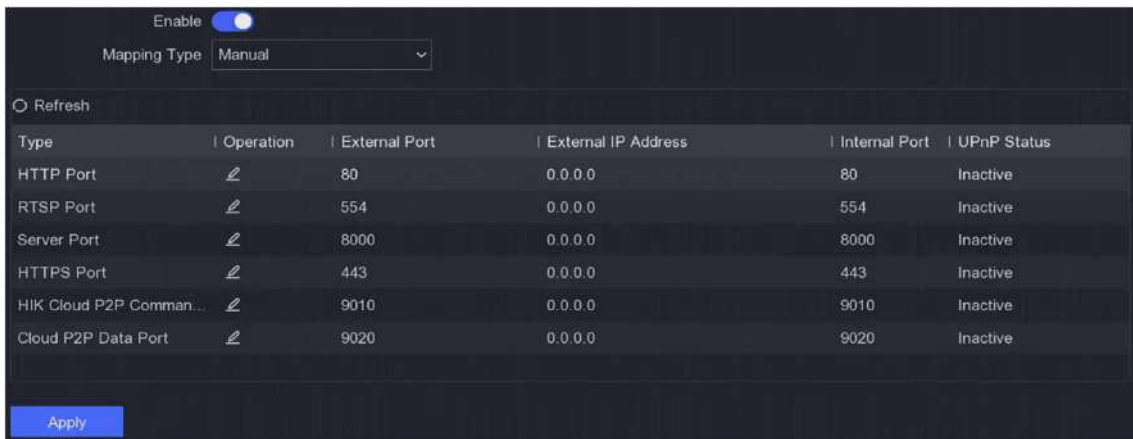 Enable
Mapping Type Manual
Refresh
Type Operation External Port External IP Address Internal Port UPnP Status
HTTP Port 80 0.0.0.0 80 Inactive
RTSP Port 554 0.0.0.0 554 Inactive
Server Port 8000 0.0.0.0 8000 Inactive
HTTPS Port 443 0.0.0.0 443 Inactive
HIK Cloud P2P Comman... 9010 0.0.0.0 9010 Inactive
Cloud P2P Data Port 9020 0.0.0.0 9020 Inactive
Apply